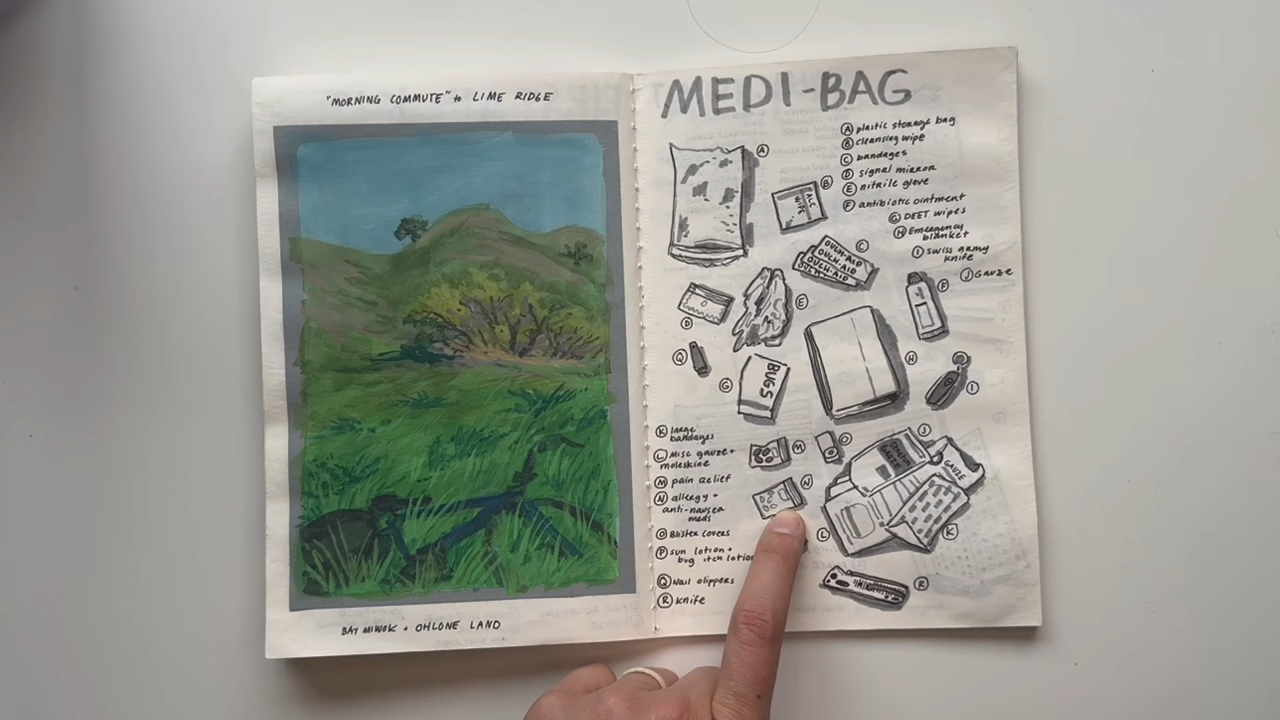 "MORNING COMMUTE" to LIME RIDGE
BAY MIWOK • OHLONE LAND
MEDI-BAG
A plastic storage bag
B cleansing wipe
C bandages
D signal mirror
E nitrile glove
F antibiotic ointment
G DEET wipes
H Emergency
blanket
I swiss army
knife
J Gauze
A
B
ALC
WIPE
C
OUCH-AID
OUCH-AID
OUCH-AID
D
E
F
Q
G
BUGS
H
I
K large
bandages
L Misc gauze +
moleskine
M pain relief
N allergy +
anti-nausea
meds
O Blister covers
P sun lotion +
bug itch lotion
Q Nail clippers
R knife
M
O
N
J
GAUZE
L
K
R